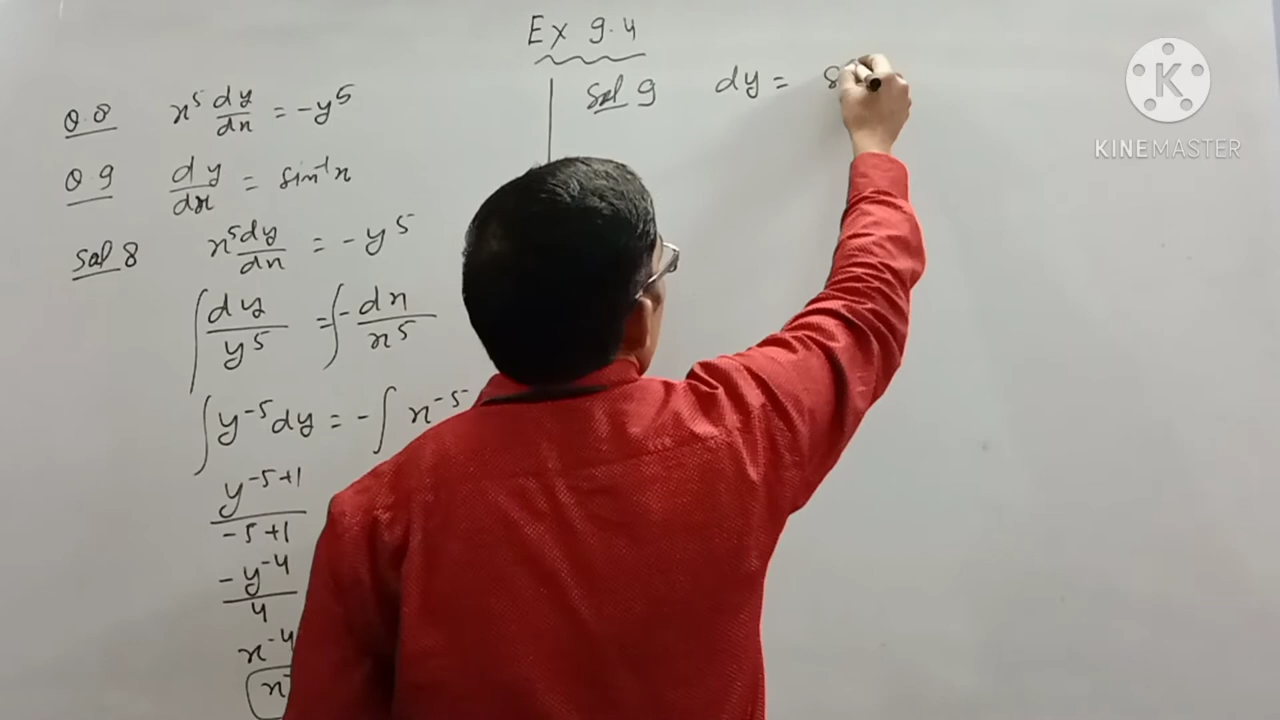 Ex 9.4
Q.8 x⁵ dy/dx = -y⁵
Q 9 dy/dx = sin⁻¹x
Sol 8 x⁵dy/dx = -y⁵
∫ dy/y⁵ = ∫ -dx/x⁵
∫ y⁻⁵dy = -∫ x⁻⁵
y⁻⁵⁺¹/-5+1
-y⁻⁴/4
x⁻⁴
Sol 9 dy =
KINEMASTER